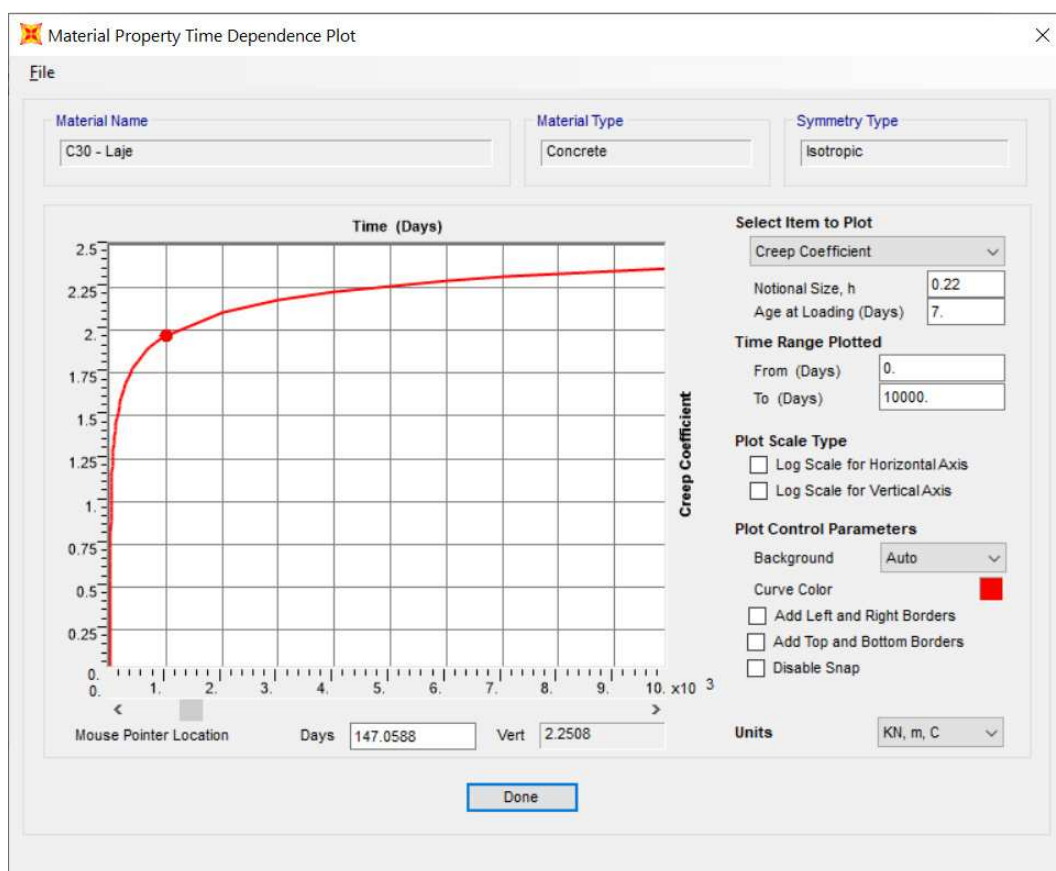 Material Property Time Dependence Plot
File
Material Name
C30 - Laje
Material Type
Concrete
Symmetry Type
Isotropic
Time (Days)
2.5
2.25
2.
1.75
1.5
1.25
1.
0.75
0.5
0.25
0.
0. 1. 2. 3. 4. 5. 6. 7. 8. 9. 10. x10 3
Creep Coefficient
Mouse Pointer Location Days 147.0588 Vert 2.2508
Select Item to Plot
Creep Coefficient
Notional Size, h 0.22
Age at Loading (Days) 7.
Time Range Plotted
From (Days) 0.
To (Days) 10000.
Plot Scale Type
Log Scale for Horizontal Axis
Log Scale for Vertical Axis
Plot Control Parameters
Background Auto
Curve Color
Add Left and Right Borders
Add Top and Bottom Borders
Disable Snap
Units KN, m, C
Done